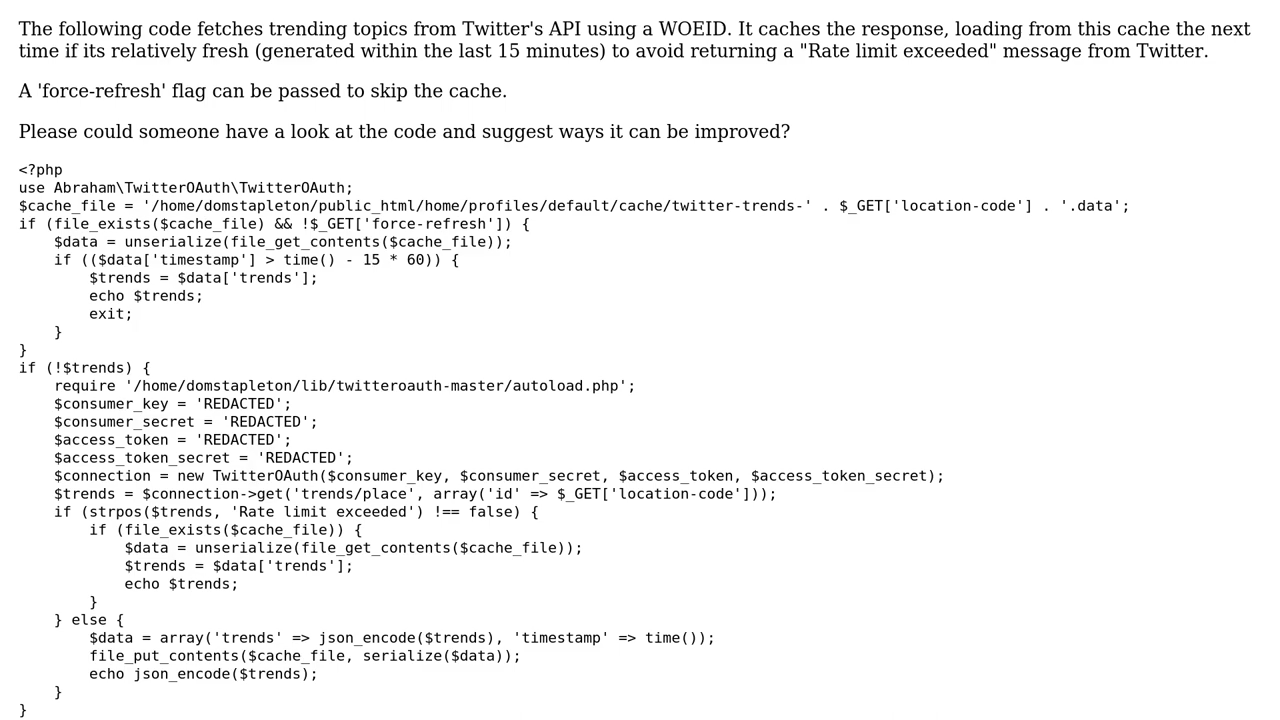 The following code fetches trending topics from Twitter's API using a WOEID. It caches the response, loading from this cache the next
time if its relatively fresh (generated within the last 15 minutes) to avoid returning a "Rate limit exceeded" message from Twitter.
A 'force-refresh' flag can be passed to skip the cache.
Please could someone have a look at the code and suggest ways it can be improved?
<?php
use Abraham\TwitterOAuth\TwitterOAuth;
$cache_file = '/home/domstapleton/public_html/home/profiles/default/cache/twitter-trends-' . $_GET['location-code'] . '.data';
if (file_exists($cache_file) && !$_GET['force-refresh']) {
    $data = unserialize(file_get_contents($cache_file));
    if (($data['timestamp'] > time() - 15 * 60)) {
        $trends = $data['trends'];
        echo $trends;
        exit;
    }
}
if (!$trends) {
    require '/home/domstapleton/lib/twitteroauth-master/autoload.php';
    $consumer_key = 'REDACTED';
    $consumer_secret = 'REDACTED';
    $access_token = 'REDACTED';
    $access_token_secret = 'REDACTED';
    $connection = new TwitterOAuth($consumer_key, $consumer_secret, $access_token, $access_token_secret);
    $trends = $connection->get('trends/place', array('id' => $_GET['location-code']));
    if (strpos($trends, 'Rate limit exceeded') !== false) {
        if (file_exists($cache_file)) {
            $data = unserialize(file_get_contents($cache_file));
            $trends = $data['trends'];
            echo $trends;
        }
    } else {
        $data = array('trends' => json_encode($trends), 'timestamp' => time());
        file_put_contents($cache_file, serialize($data));
        echo json_encode($trends);
    }
}